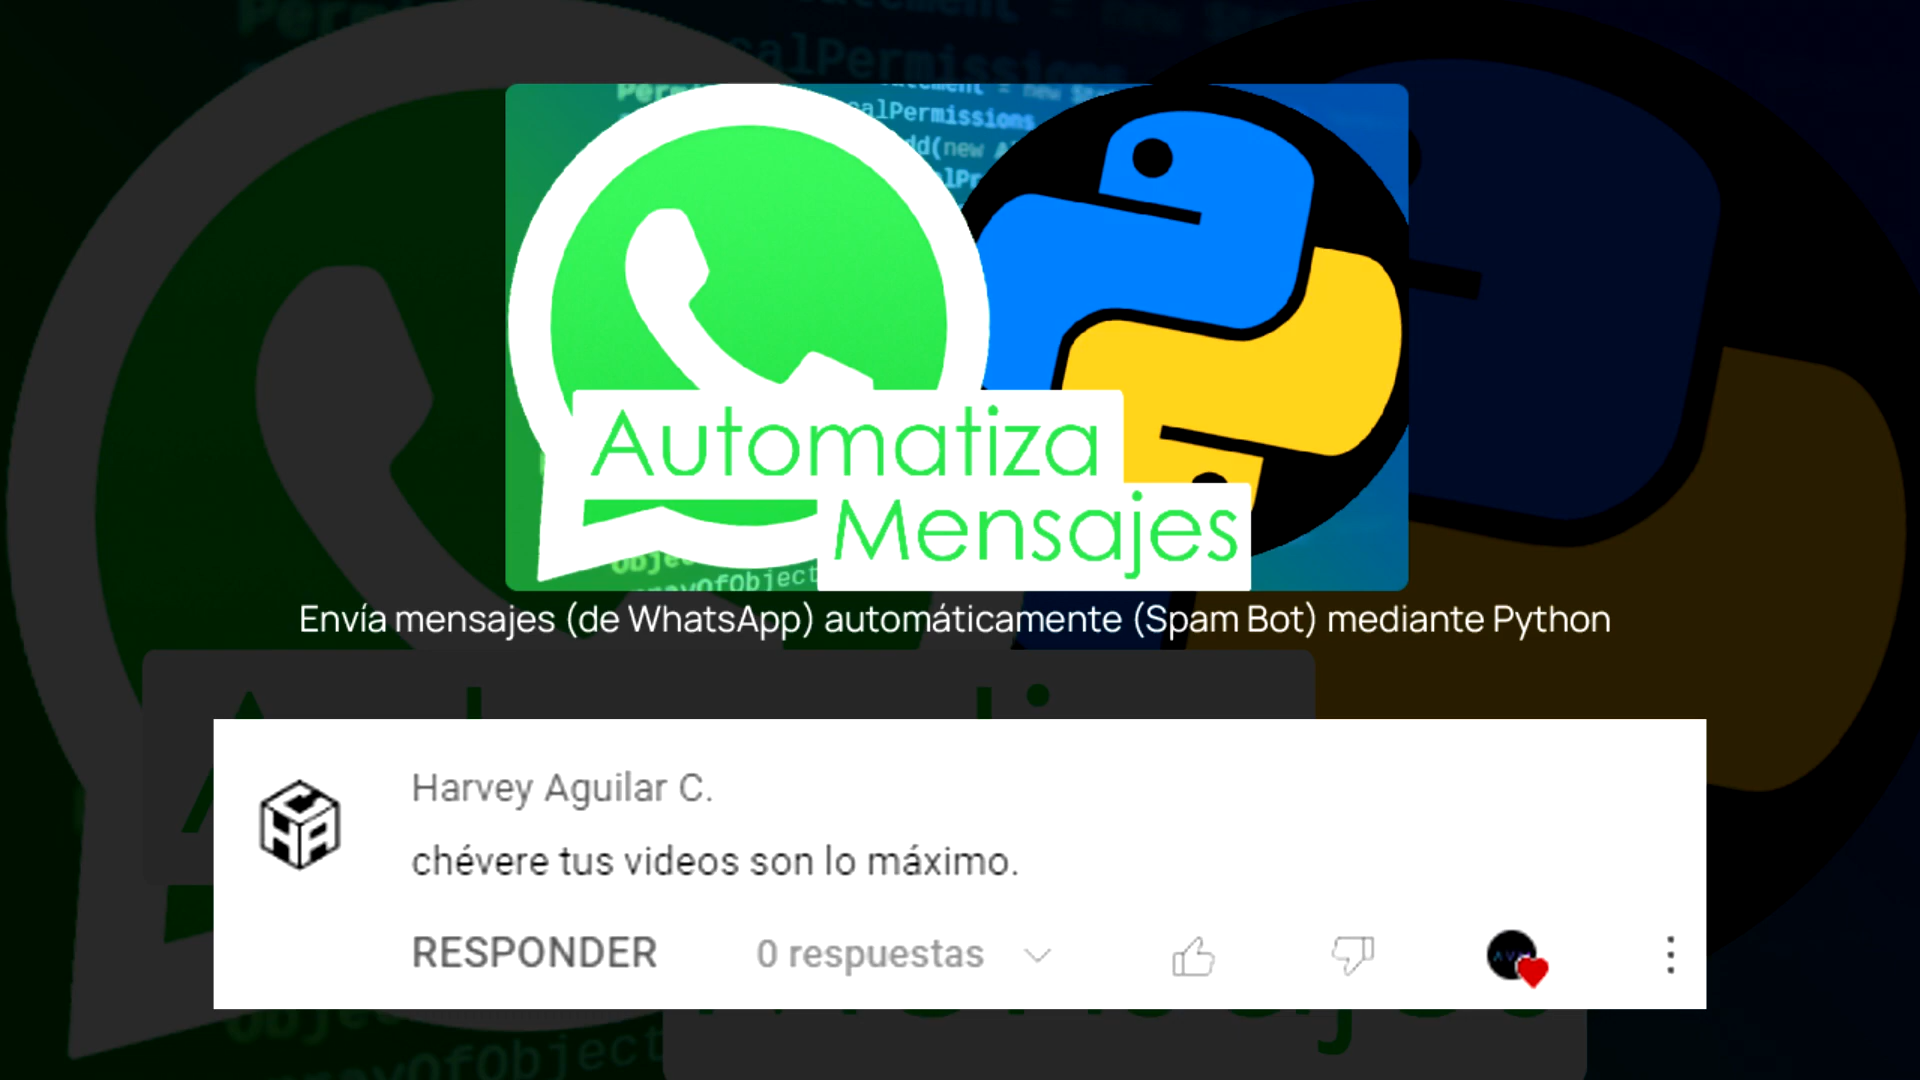 Automatiza
Mensajes
Envía mensajes (de WhatsApp) automáticamente (Spam Bot) mediante Python
Harvey Aguilar C.
chévere tus videos son lo máximo.
RESPONDER
0 respuestas